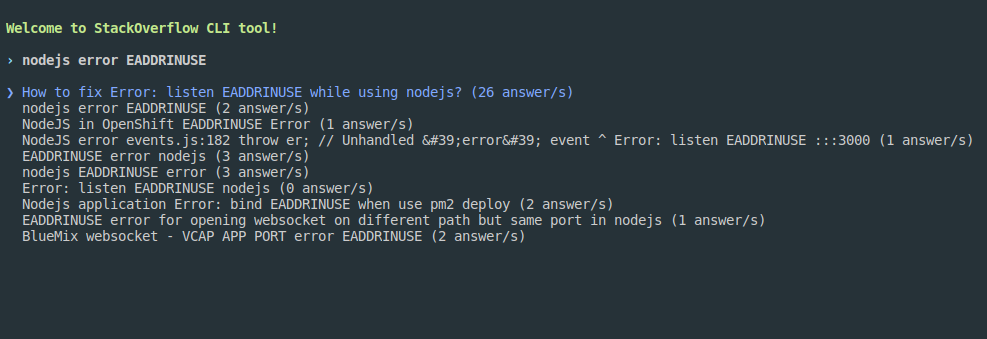 Welcome to StackOverflow CLI tool!
› nodejs error EADDRINUSE
❯ How to fix Error: listen EADDRINUSE while using nodejs? (26 answer/s)
nodejs error EADDRINUSE (2 answer/s)
NodeJS in OpenShift EADDRINUSE Error (1 answer/s)
NodeJS error events.js:182 throw er; // Unhandled &#39;error&#39; event ^ Error: listen EADDRINUSE :::3000 (1 answer/s)
EADDRINUSE error nodejs (3 answer/s)
nodejs EADDRINUSE error (3 answer/s)
Error: listen EADDRINUSE nodejs (0 answer/s)
Nodejs application Error: bind EADDRINUSE when use pm2 deploy (2 answer/s)
EADDRINUSE error for opening websocket on different path but same port in nodejs (1 answer/s)
BlueMix websocket - VCAP APP PORT error EADDRINUSE (2 answer/s)